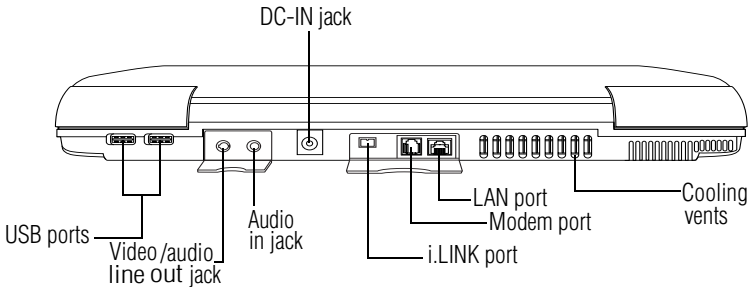 DC-IN jack
USB ports
Video/audio
line out jack
Audio
in jack
i.LINK port
Modem port
LAN port
Cooling
vents